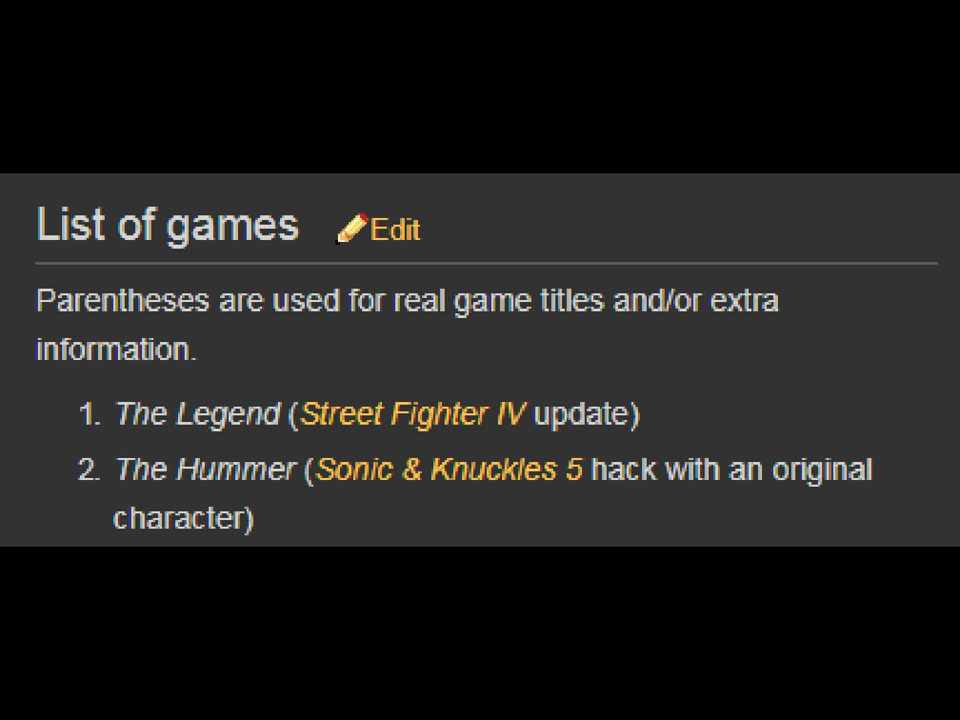 List of games Edit
Parentheses are used for real game titles and/or extra
information.
1. The Legend (Street Fighter IV update)
2. The Hummer (Sonic & Knuckles 5 hack with an original
character)